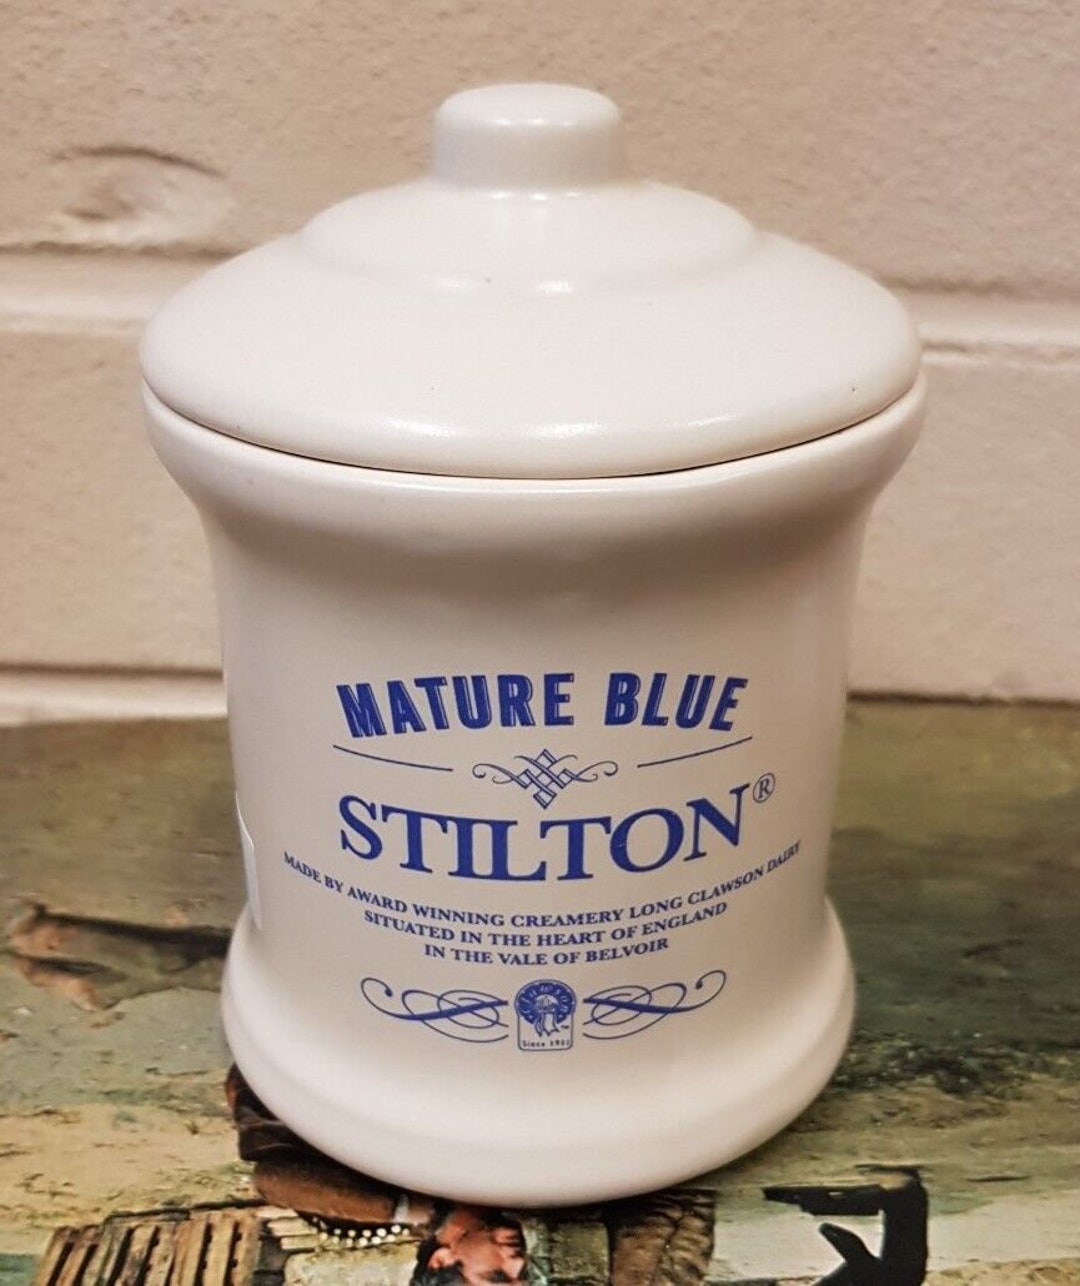 MATURE BLUE
STILTON®
MADE BY AWARD WINNING CREAMERY LONG CLAWSON DAIRY
SITUATED IN THE HEART OF ENGLAND
IN THE VALE OF BELVOIR
Since